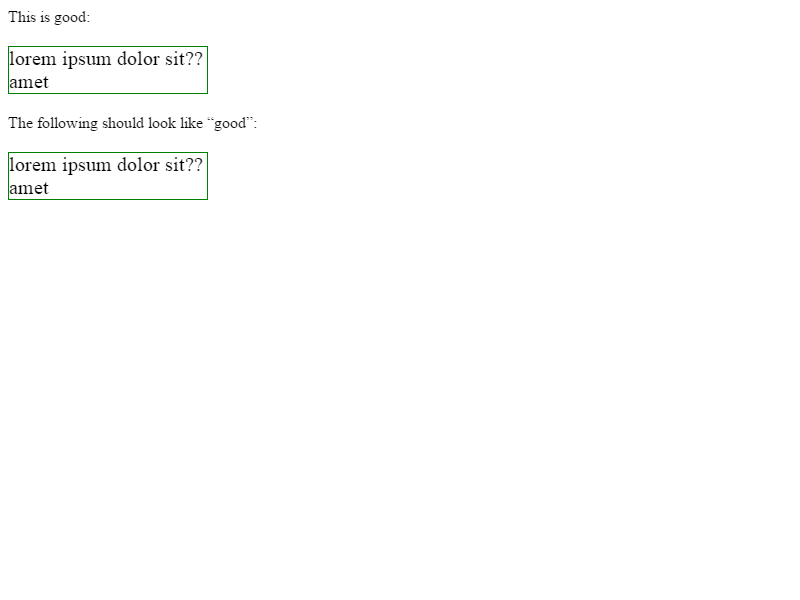 This is good:
lorem ipsum dolor sit??
amet
The following should look like “good”:
lorem ipsum dolor sit??
amet